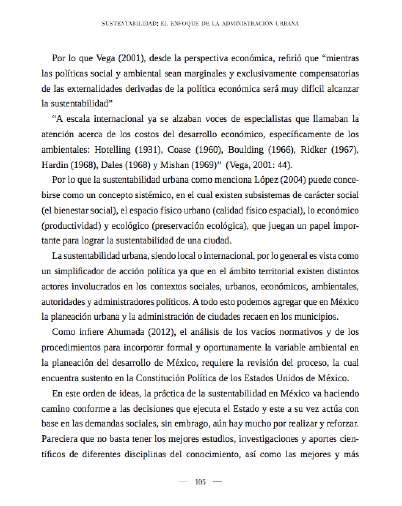 SUSTENTABILIDAD: EL ENFOQUE DE LA ADMINISTRACIÓN URBANA
Por lo que Vega (2001), desde la perspectiva económica, refirió que “mientras
las políticas social y ambiental sean marginales y exclusivamente compensatorias
de las externalidades derivadas de la política económica será muy difícil alcanzar
la sustentabilidad”
“A escala internacional ya se alzaban voces de especialistas que llamaban la
atención acerca de los costos del desarrollo económico, específicamente de los
ambientales: Hotelling (1931), Coase (1960), Boulding (1966), Ridker (1967),
Hardin (1968), Dales (1968) y Mishan (1969)” (Vega, 2001: 44).
Por lo que la sustentabilidad urbana como menciona López (2004) puede conce-
birse como un concepto sistémico, en el cual existen subsistemas de carácter social
(el bienestar social), el espacio físico urbano (calidad físico espacial), lo económico
(productividad) y ecológico (preservación ecológica), que juegan un papel impor-
tante para lograr la sustentabilidad de una ciudad.
La sustentabilidad urbana, siendo local o internacional, por lo general es vista como
un simplificador de acción política ya que en el ámbito territorial existen distintos
actores involucrados en los contextos sociales, urbanos, económicos, ambientales,
autoridades y administradores políticos. A todo esto podemos agregar que en México
la planeación urbana y la administración de ciudades recaen en los municipios.
Como infiere Ahumada (2012), el análisis de los vacíos normativos y de los
procedimientos para incorporar formal y oportunamente la variable ambiental en
la planeación del desarrollo de México, requiere la revisión del proceso, la cual
encuentra sustento en la Constitución Política de los Estados Unidos de México.
En este orden de ideas, la práctica de la sustentabilidad en México va haciendo
camino conforme a las decisiones que ejecuta el Estado y este a su vez actúa con
base en las demandas sociales, sin embrago, aún hay mucho por realizar y reforzar.
Pareciera que no basta tener los mejores estudios, investigaciones y aportes cien-
tíficos de diferentes disciplinas del conocimiento, así como las mejores y más
— 105 —